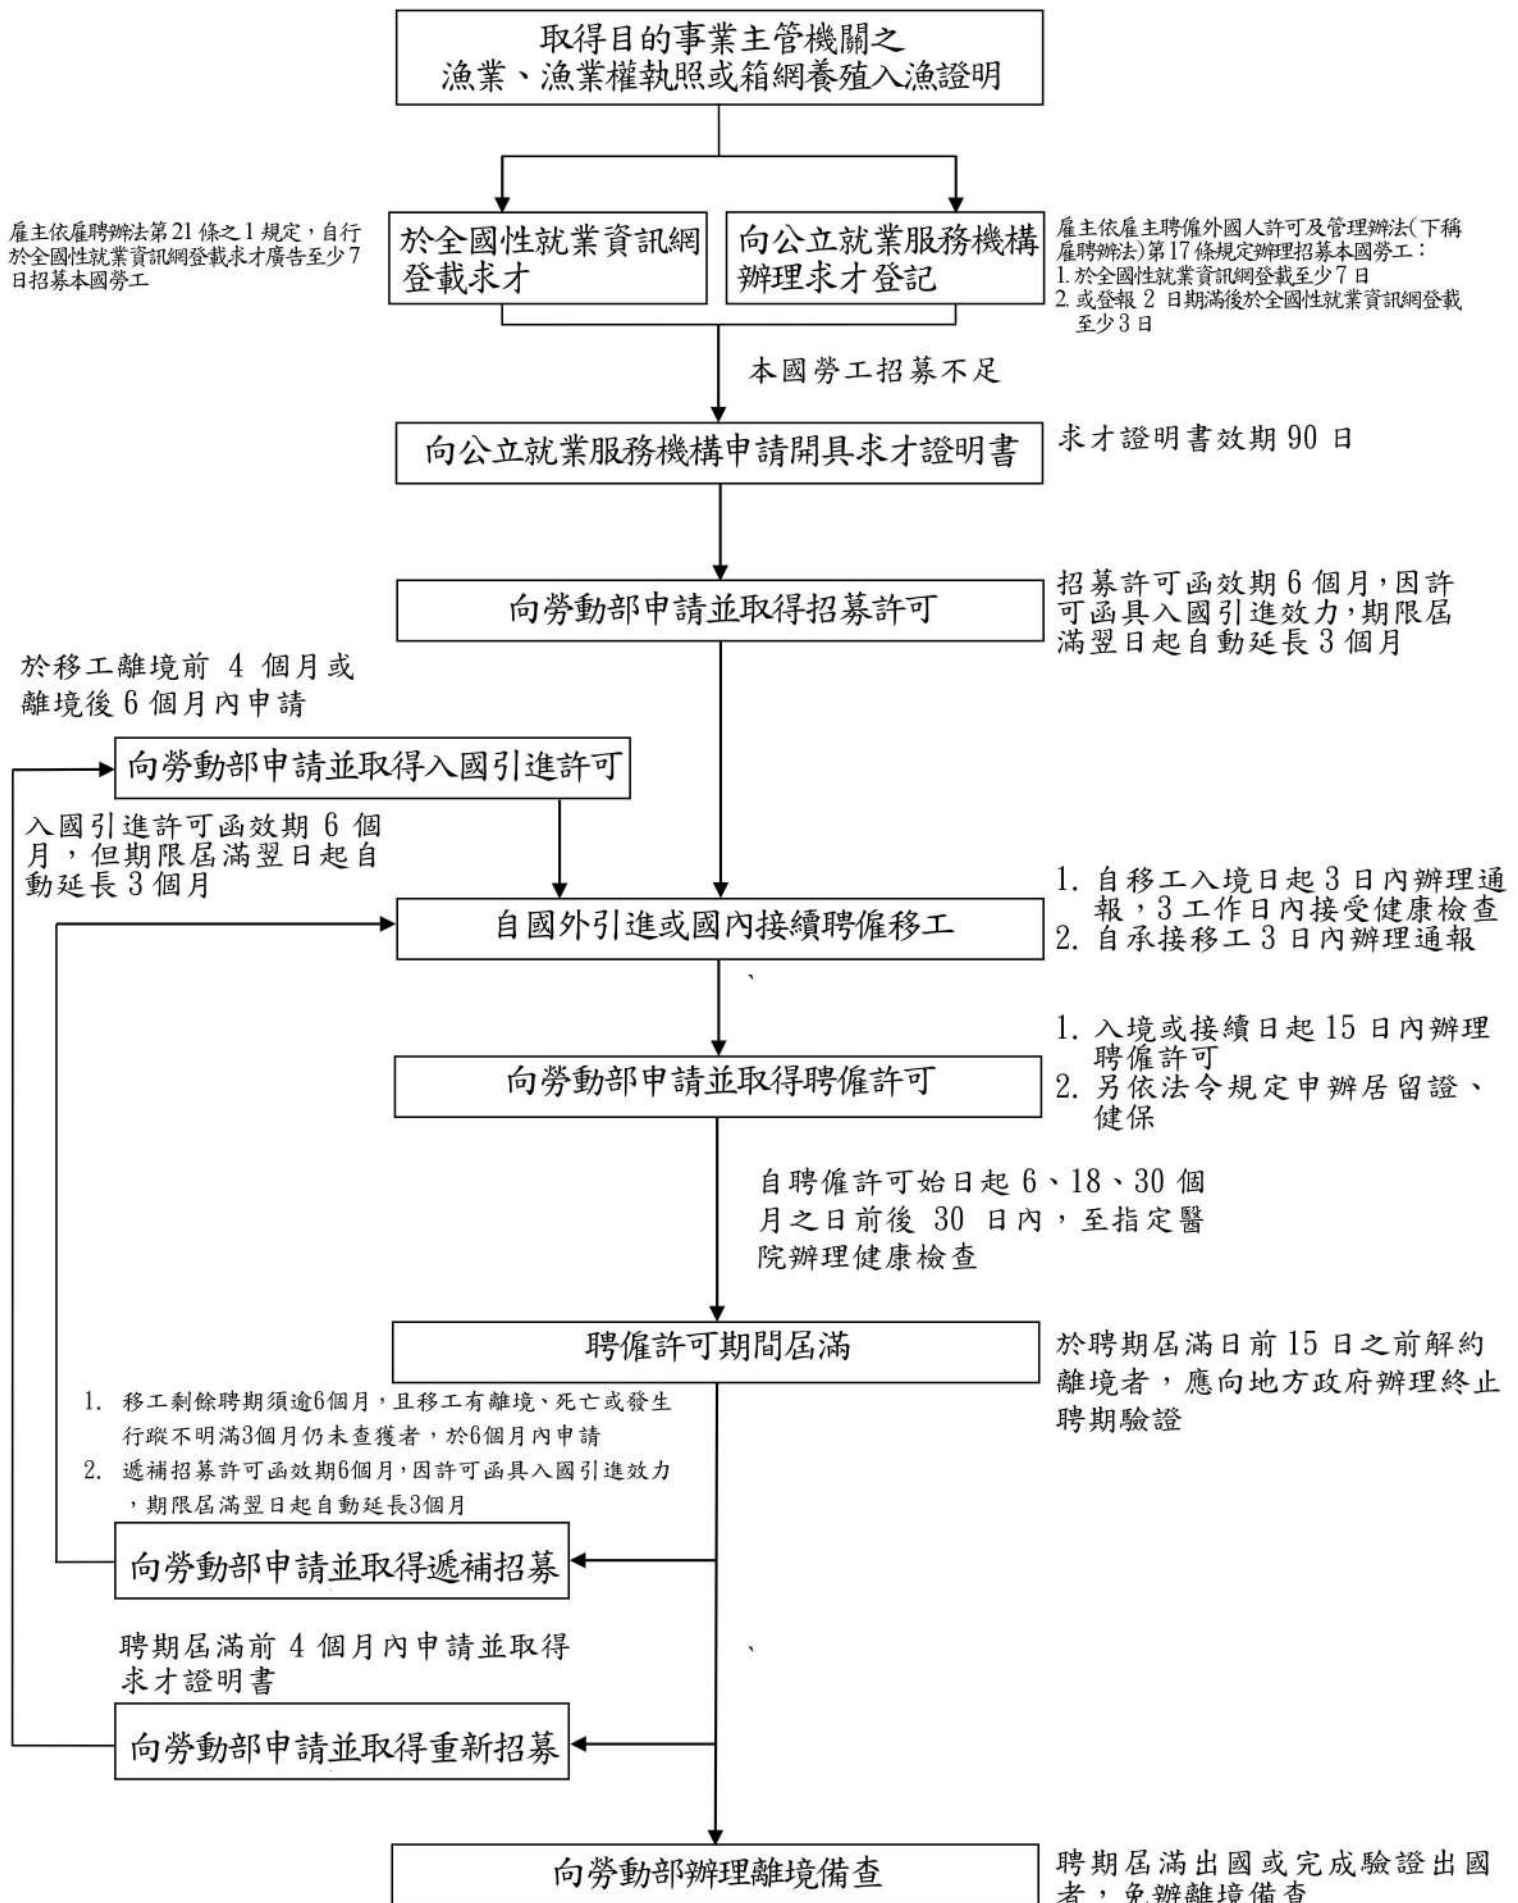 取得目的事業主管機關之
漁業、漁業權執照或箱網養殖入漁證明
雇主依雇聘辦法第21條之1規定，自行
於全國性就業資訊網登載求才廣告至少7
日招募本國勞工
於全國性就業資訊網
登載求才
向公立就業服務機構
辦理求才登記
雇主依雇主聘僱外國人許可及管理辦法(下稱
雇聘辦法)第17條規定辦理招募本國勞工：
1. 於全國性就業資訊網登載至少7日
2. 或登報 2 日期滿後於全國性就業資訊網登載
至少3日
本國勞工招募不足
向公立就業服務機構申請開具求才證明書
求才證明書效期90日
向勞動部申請並取得招募許可
招募許可函效期6個月，因許
可函具入國引進效力，期限屆
滿翌日起自動延長3個月
於移工離境前 4 個月或
離境後6個月內申請
向勞動部申請並取得入國引進許可
入國引進許可函效期 6 個
月，但期限屆滿翌日起自
動延長3個月
自國外引進或國內接續聘僱移工
1. 自移工入境日起3日內辦理通
報，3工作日內接受健康檢查
2. 自承接移工3日內辦理通報
向勞動部申請並取得聘僱許可
1. 入境或接續日起15日內辦理
聘僱許可
2. 另依法令規定申辦居留證、
健保
自聘僱許可始日起6、18、30個
月之日前後 30 日內，至指定醫
院辦理健康檢查
聘僱許可期間屆滿
於聘期屆滿日前15日之前解約
離境者，應向地方政府辦理終止
聘期驗證
1. 移工剩餘聘期須逾6個月，且移工有離境、死亡或發生
行蹤不明滿3個月仍未查獲者，於6個月內申請
2. 遞補招募許可函效期6個月，因許可函具入國引進效力
，期限屆滿翌日起自動延長3個月
向勞動部申請並取得遞補招募
聘期屆滿前 4 個月內申請並取得
求才證明書
向勞動部申請並取得重新招募
向勞動部辦理離境備查
聘期屆滿出國或完成驗證出國
者，免辦離境備查